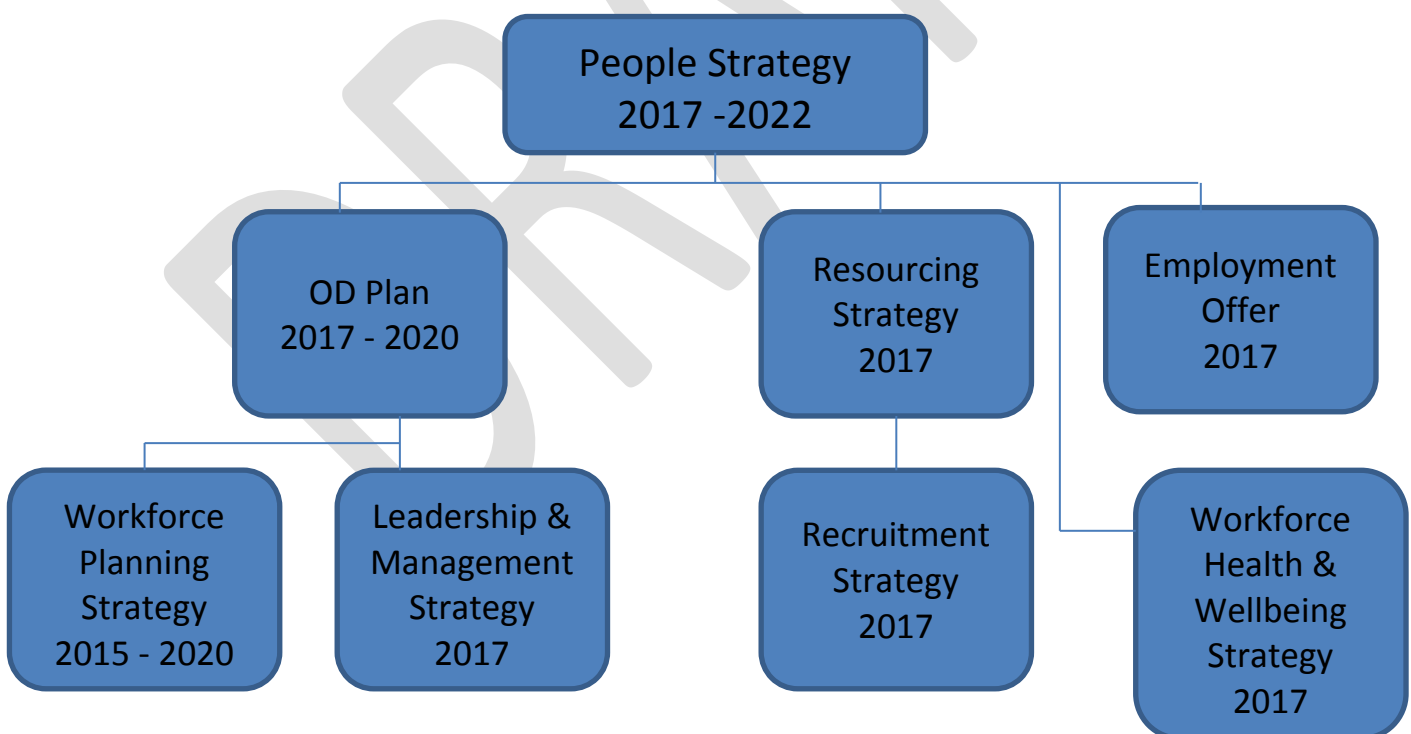 People Strategy
2017 -2022
OD Plan
2017 - 2020
Resourcing
Strategy
2017
Employment
Offer
2017
Workforce
Planning
Strategy
2015 - 2020
Leadership &
Management
Strategy
2017
Recruitment
Strategy
2017
Workforce
Health &
Wellbeing
Strategy
2017